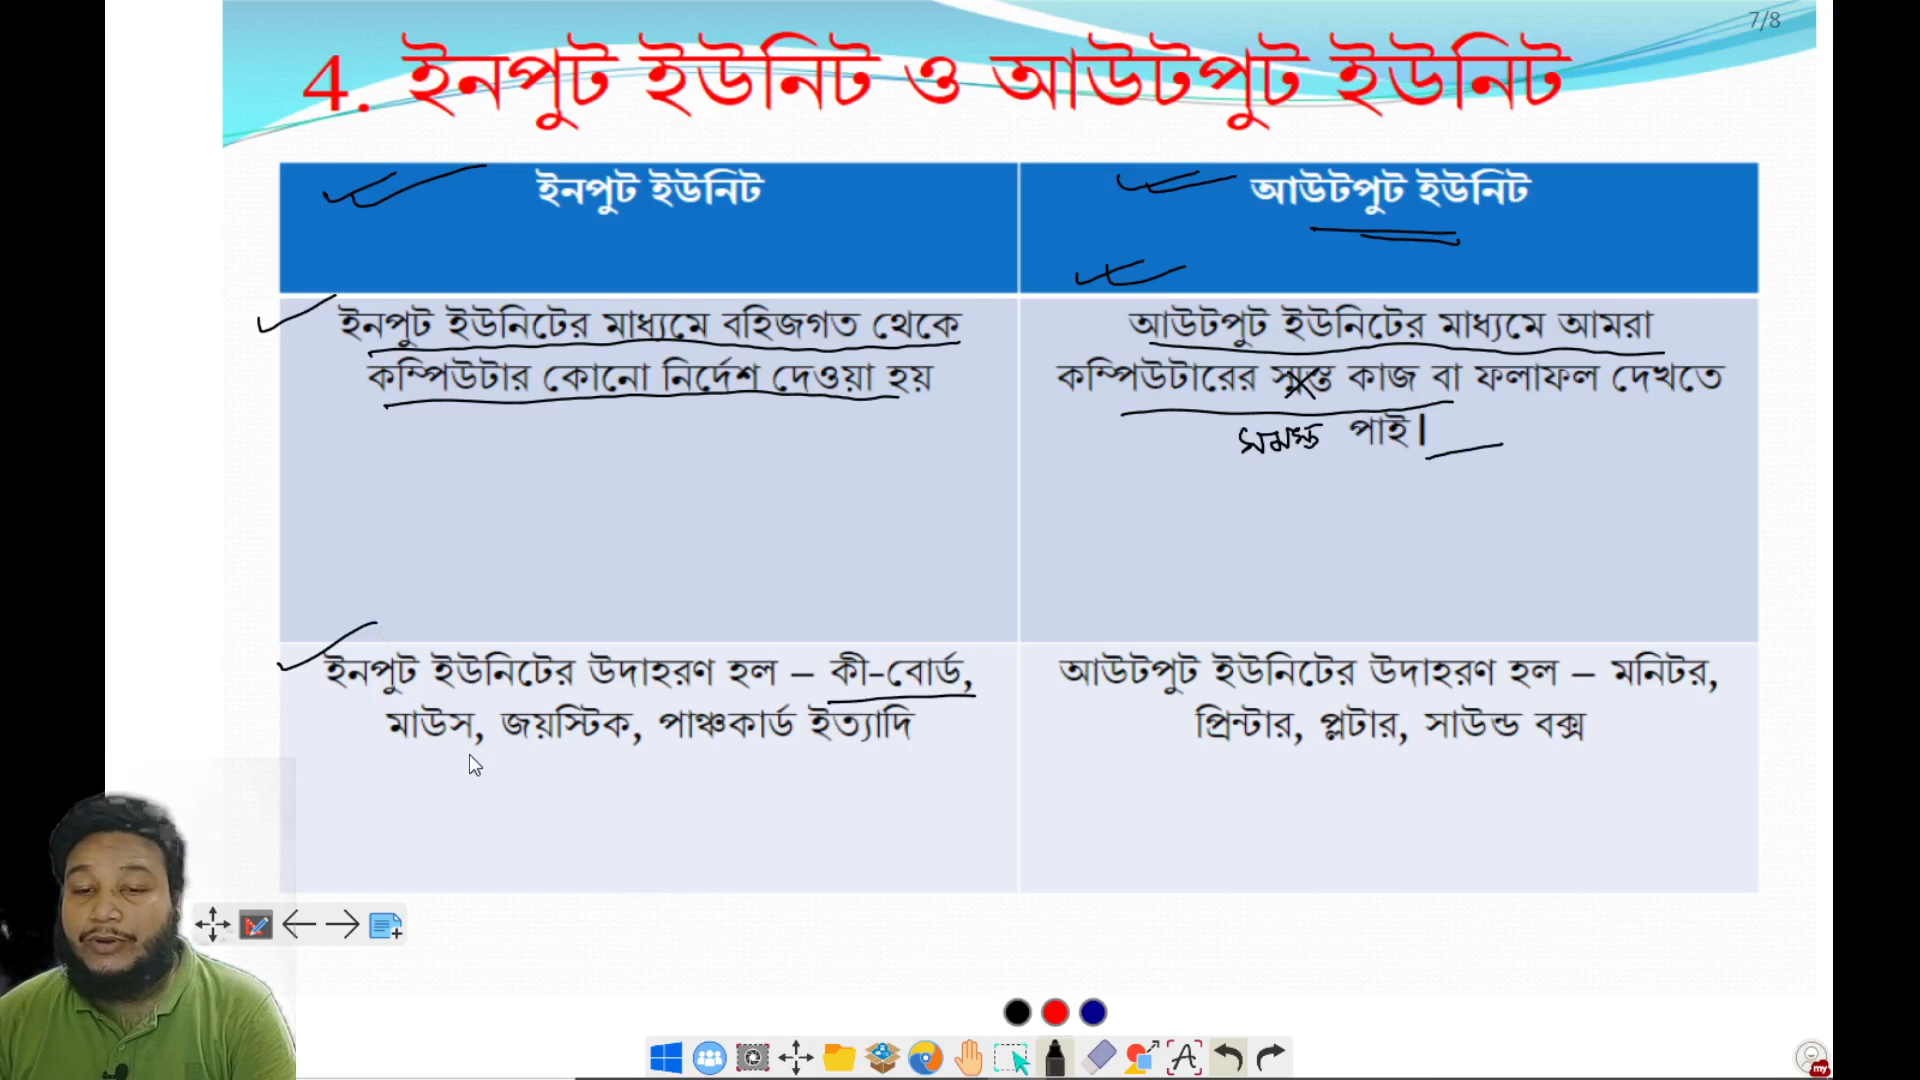 7/8
4. ইনপুট ইউনিট ও আউটপুট ইউনিট
ইনপুট ইউনিট
আউটপুট ইউনিট
ইনপুট ইউনিটের মাধ্যমে বহিজগত থেকে
কম্পিউটার কোনো নির্দেশ দেওয়া হয়
আউটপুট ইউনিটের মাধ্যমে আমরা
কম্পিউটারের কাজ বা ফলাফল দেখতে
সমস্ত পাই।
ইনপুট ইউনিটের উদাহরণ হল – কী-বোর্ড,
মাউস, জয়স্টিক, পাঞ্চকার্ড ইত্যাদি
আউটপুট ইউনিটের উদাহরণ হল – মনিটর,
প্রিন্টার, প্লটার, সাউন্ড বক্স
my